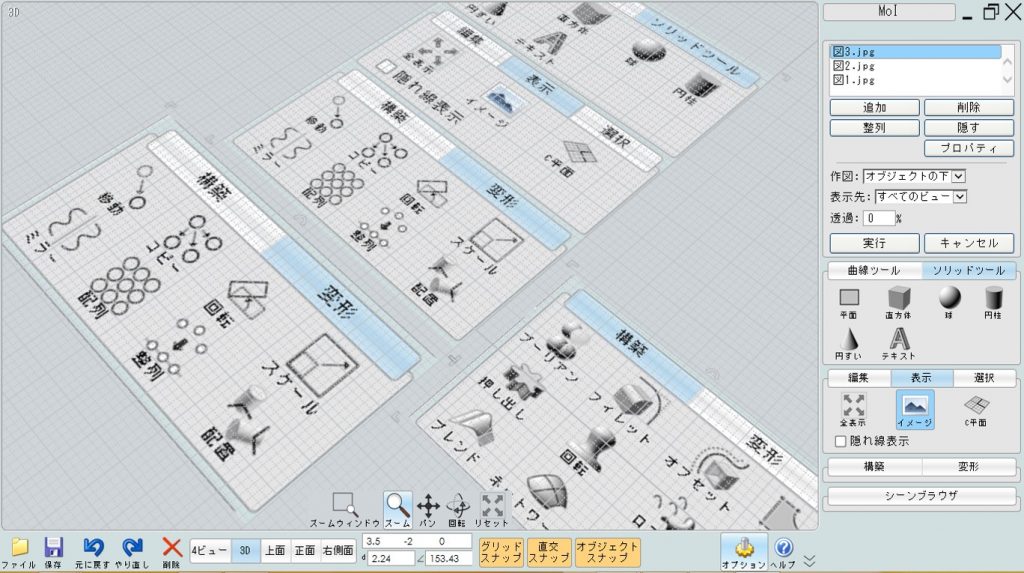 3D
MoI
図3.jpg
図2.jpg
図1.jpg
追加
削除
整列
隠す
プロパティ
作図:
オブジェクトの下
表示先:
すべてのビュー
透過:
0
%
実行
キャンセル
曲線ツール
ソリッドツール
平面
直方体
球
円柱
円すい
テキスト
編集
表示
選択
全表示
イメージ
C平面
隠れ線表示
構築
変形
シーンブラウザ
円すい
直方体
テキスト
ソリッドツール
球
円柱
編集
表示
選択
全表示
隠れ線表示
イメージ
C平面
構築
変形
移動
ミラー
コピー
配列
回転
整列
スケール
配置
構築
変形
移動
ミラー
コピー
配列
回転
整列
スケール
配置
構築
変形
ブーリアン
押し出し
フィレット
ブレンド
回転
オフセット
ネットワー
ズームウィンドウ
ズーム
パン
回転
リセット
ファイル
保存
元に戻す
やり直し
削除
4ビュー
3D
上面
正面
右側面
3.5
-2
0
d
2.24
∠
153.43
グリッド
スナップ
直交
スナップ
オブジェクト
スナップ
オプション
ヘルプ